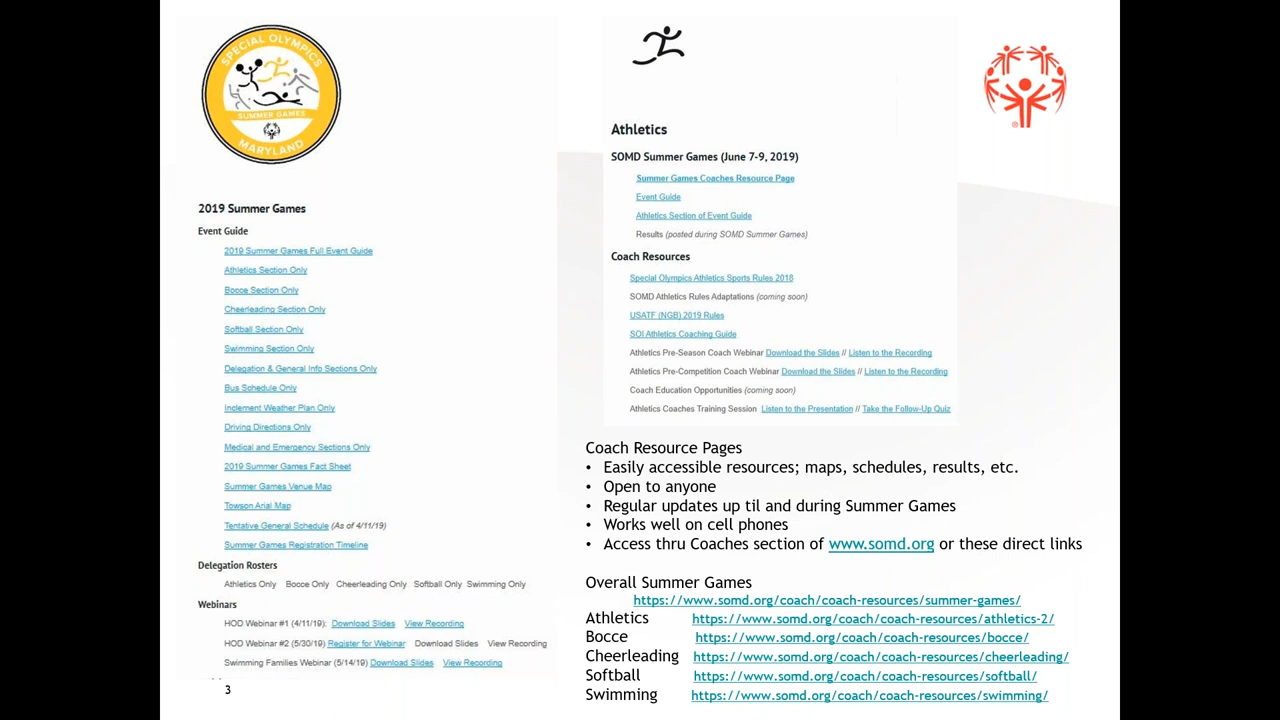 SPECIAL OLYMPICS
SUMMER GAMES
MARYLAND
2019 Summer Games
Event Guide
2019 Summer Games Full Event Guide
Athletics Section Only
Bocce Section Only
Cheerleading Section Only
Softball Section Only
Swimming Section Only
Delegation & General Info Sections Only
Bus Schedule Only
Inclement Weather Plan Only
Driving Directions Only
Medical and Emergency Sections Only
2019 Summer Games Fact Sheet
Summer Games Venue Map
Towson Arial Map
Tentative General Schedule (As of 4/11/19)
Summer Games Registration Timeline
Delegation Rosters
Athletics Only Bocce Only Cheerleading Only Softball Only Swimming Only
Webinars
HOD Webinar #1 (4/11/19): Download Slides View Recording
HOD Webinar #2 (5/30/19) Register for Webinar Download Slides View Recording
Swimming Families Webinar (5/14/19) Download Slides View Recording
3
Athletics
SOMD Summer Games (June 7-9, 2019)
Summer Games Coaches Resource Page
Event Guide
Athletics Section of Event Guide
Results (posted during SOMD Summer Games)
Coach Resources
Special Olympics Athletics Sports Rules 2018
SOMD Athletics Rules Adaptations (coming soon)
USATF (NGB) 2019 Rules
SOI Athletics Coaching Guide
Athletics Pre-Season Coach Webinar Download the Slides // Listen to the Recording
Athletics Pre-Competition Coach Webinar Download the Slides // Listen to the Recording
Coach Education Opportunities (coming soon)
Athletics Coaches Training Session Listen to the Presentation // Take the Follow-Up Quiz
®
Coach Resource Pages
• Easily accessible resources; maps, schedules, results, etc.
• Open to anyone
• Regular updates up til and during Summer Games
• Works well on cell phones
• Access thru Coaches section of www.somd.org or these direct links
Overall Summer Games
https://www.somd.org/coach/coach-resources/summer-games/
Athletics https://www.somd.org/coach/coach-resources/athletics-2/
Bocce https://www.somd.org/coach/coach-resources/bocce/
Cheerleading https://www.somd.org/coach/coach-resources/cheerleading/
Softball https://www.somd.org/coach/coach-resources/softball/
Swimming https://www.somd.org/coach/coach-resources/swimming/